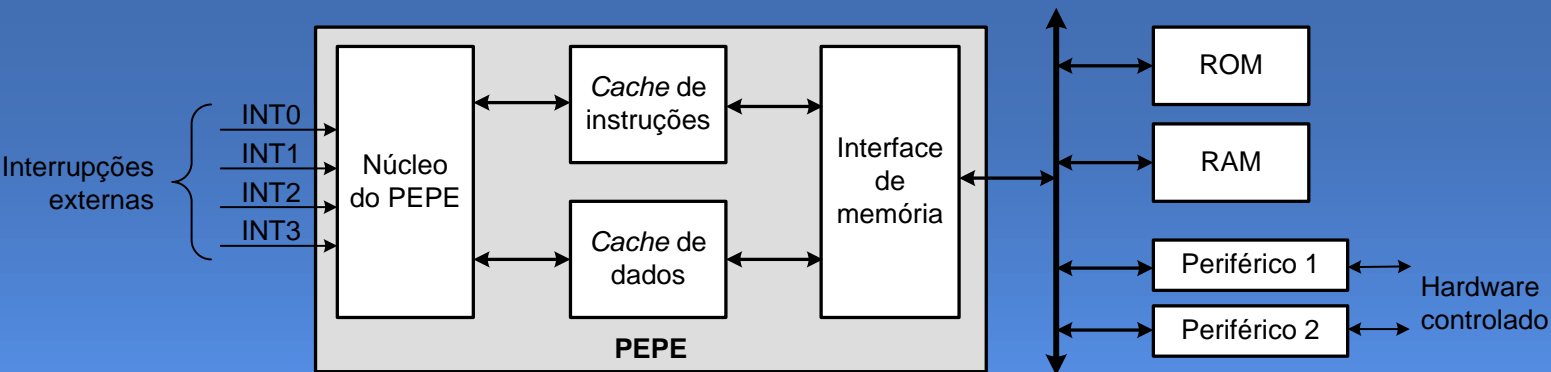 Interrupções
externas
INT0
INT1
INT2
INT3
Núcleo
do PEPE
Cache de
instruções
Cache de
dados
Interface
de
memória
PEPE
ROM
RAM
Periférico 1
Periférico 2
Hardware
controlado